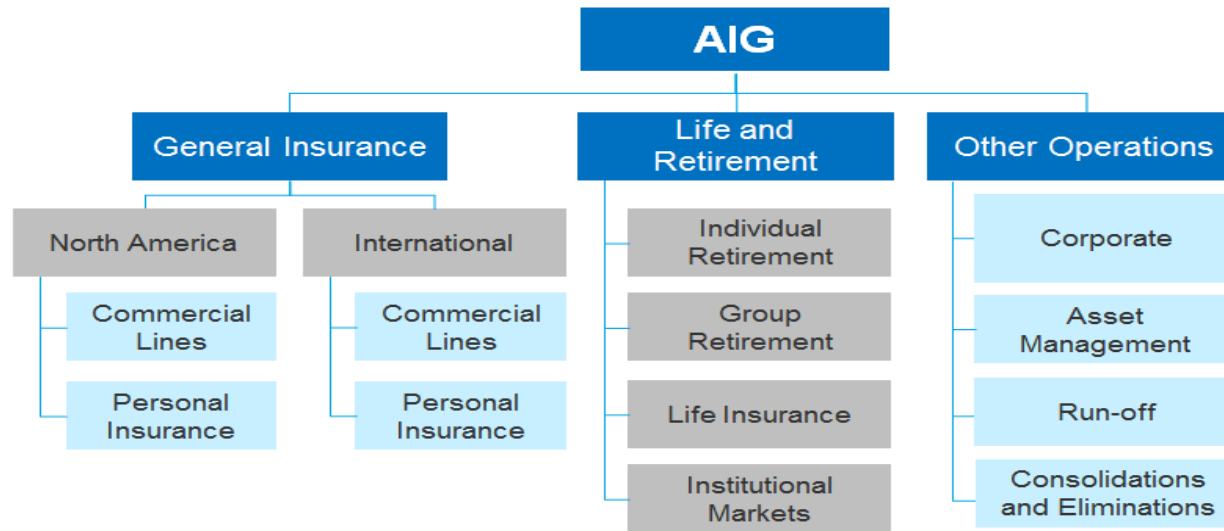 AIG
General Insurance
Life and
Retirement
Other Operations
North America
Commercial
Lines
Personal
Insurance
International
Commercial
Lines
Personal
Insurance
Individual
Retirement
Group
Retirement
Life Insurance
Institutional
Markets
Corporate
Asset
Management
Run-off
Consolidations
and Eliminations